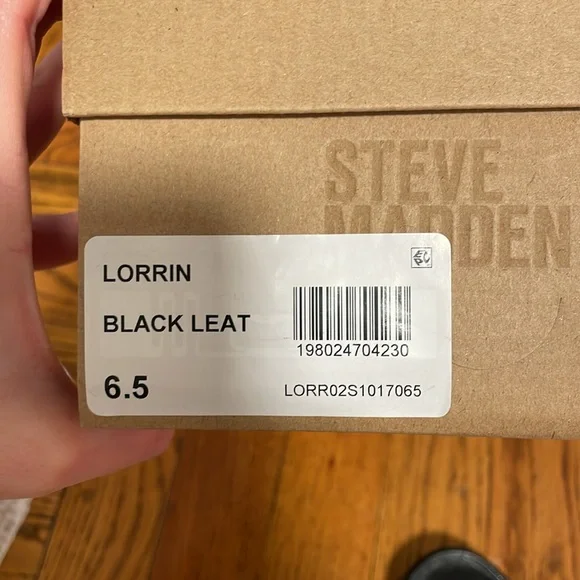 STEVE
MADDEN
LORRIN
BLACK LEAT
198024704230
6.5
LORR02S1017065